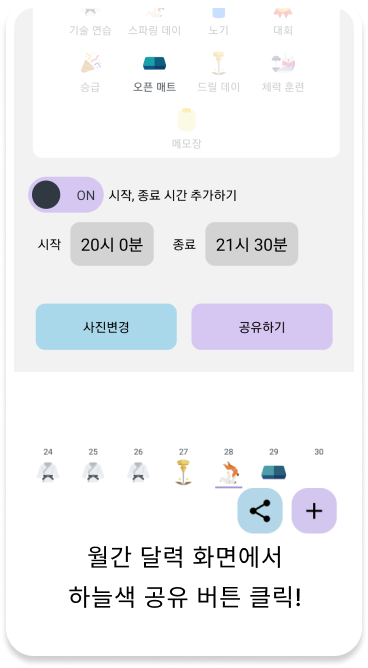 기술 연습 스파링 데이 노기 대회
승급 오픈 매트 드릴 데이 체력 훈련
메모장
ON 시작, 종료 시간 추가하기
시작 20시 0분 종료 21시 30분
사진변경 공유하기
24 25 26 27 28 29 30
월간 달력 화면에서
하늘색 공유 버튼 클릭!